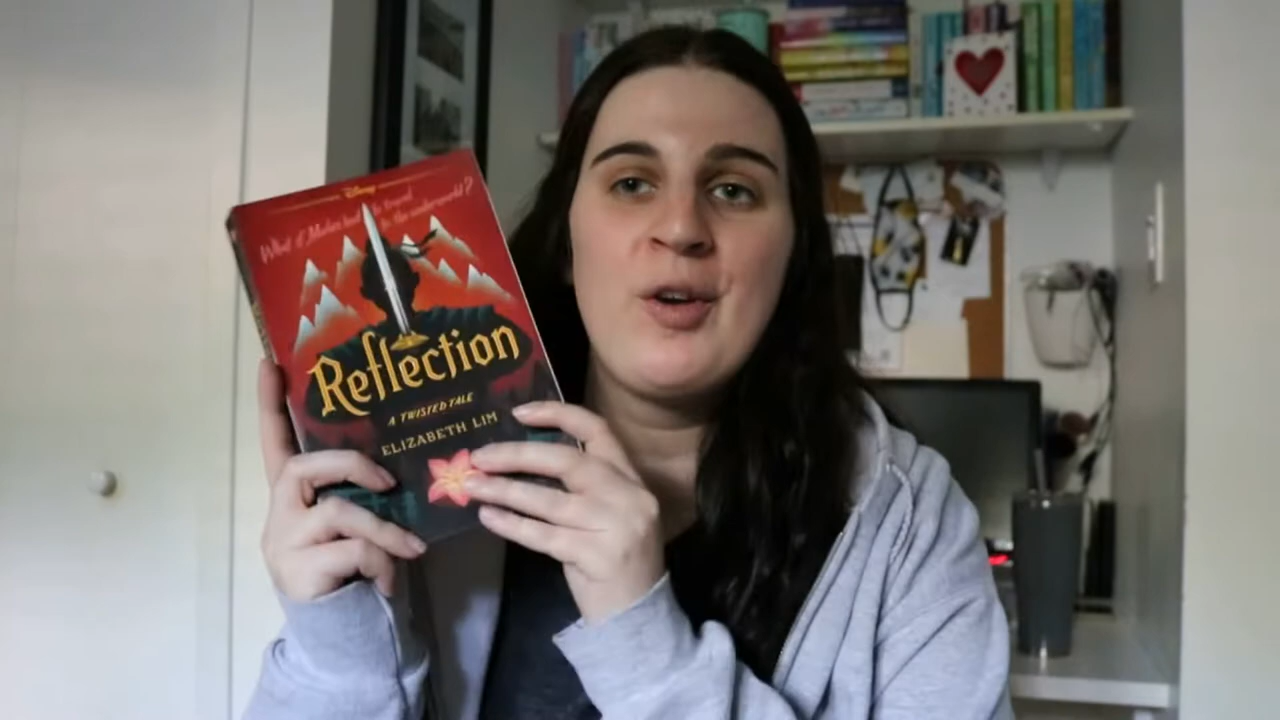 Disney
What if Mulan had to travel
to the underworld?
Reflection
A TWISTED TALE
ELIZABETH LIM